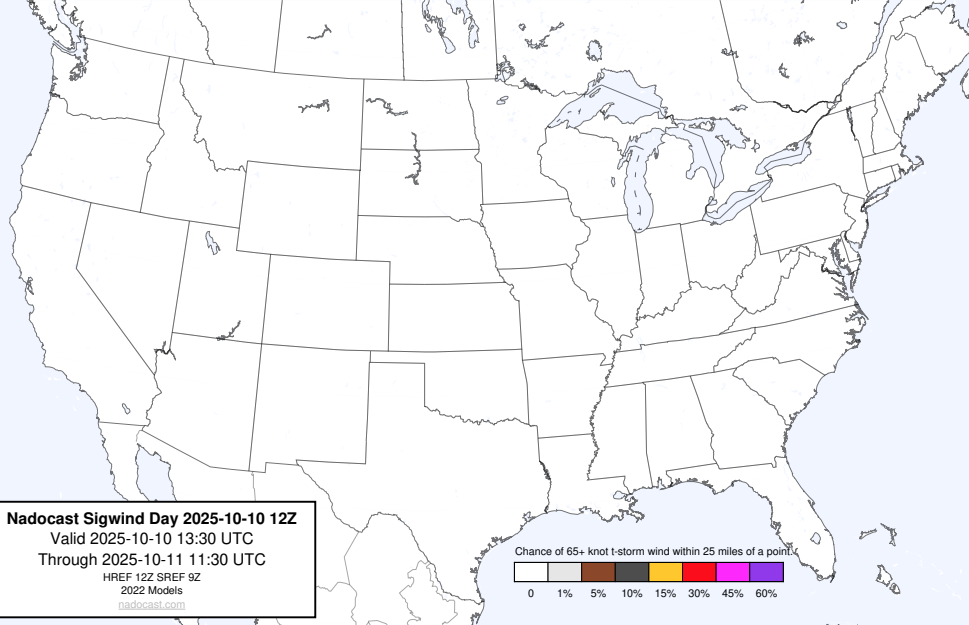 Nadocast Sigwind Day 2025-10-10 12Z
Valid 2025-10-10 13:30 UTC
Through 2025-10-11 11:30 UTC
HREF 12Z SREF 9Z
2022 Models
nadocast.com
Chance of 65+ knot t-storm wind within 25 miles of a point.
0 1% 5% 10% 15% 30% 45% 60%